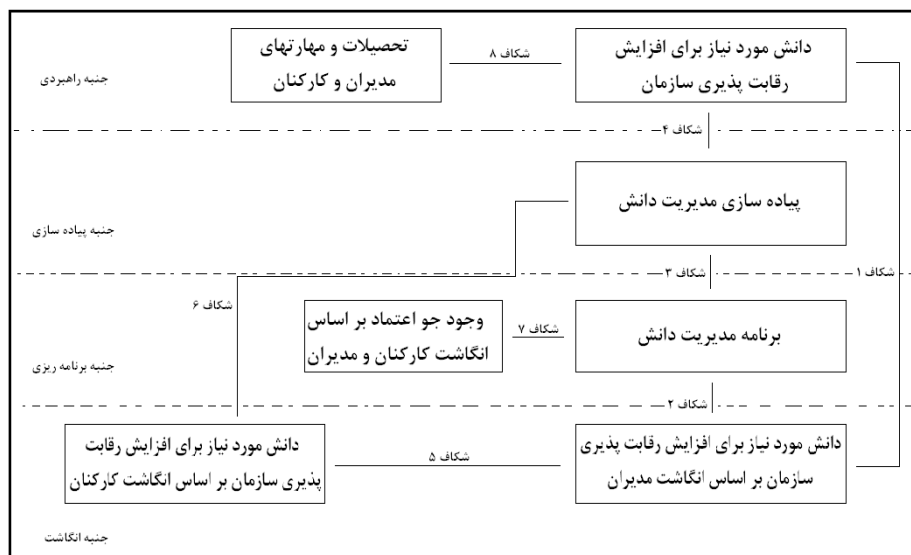 دانش مورد نیاز برای افزایش
رقابت پذیری سازمان
شکاف ۸
تحصیلات و مهارتهای
مدیران و کارکنان
جنبه راهبردی
شکاف ۴
پیاده سازی مدیریت دانش
جنبه پیاده سازی
شکاف ۱
شکاف ۳
شکاف ۶
برنامه مدیریت دانش
شکاف ۷
وجود جو اعتماد بر اساس
انگاشت کارکنان و مدیران
جنبه برنامه ریزی
شکاف ۲
دانش مورد نیاز برای افزایش رقابت پذیری
سازمان بر اساس انگاشت مدیران
شکاف ۵
دانش مورد نیاز برای افزایش رقابت
پذیری سازمان بر اساس انگاشت کارکنان
جنبه انگاشت